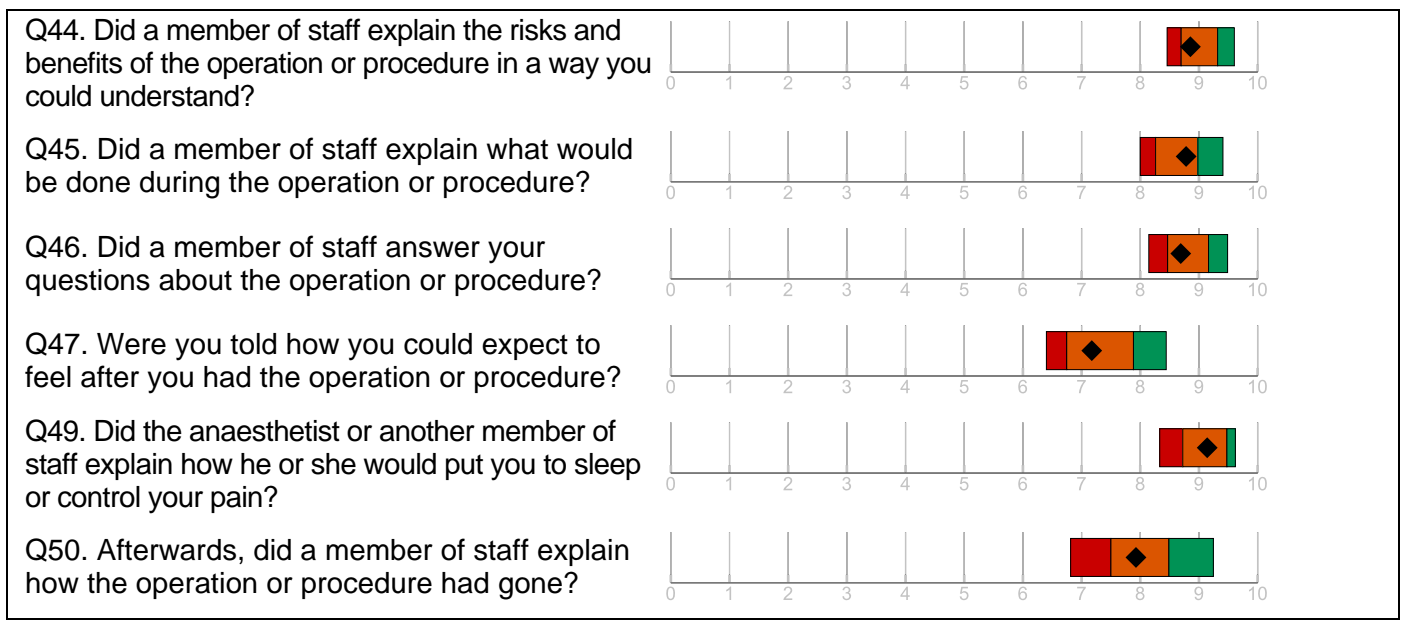 Q44. Did a member of staff explain the risks and
benefits of the operation or procedure in a way you
could understand?
0 1 2 3 4 5 6 7 8 9 10
Q45. Did a member of staff explain what would
be done during the operation or procedure?
0 1 2 3 4 5 6 7 8 9 10
Q46. Did a member of staff answer your
questions about the operation or procedure?
0 1 2 3 4 5 6 7 8 9 10
Q47. Were you told how you could expect to
feel after you had the operation or procedure?
0 1 2 3 4 5 6 7 8 9 10
Q49. Did the anaesthetist or another member of
staff explain how he or she would put you to sleep
or control your pain?
0 1 2 3 4 5 6 7 8 9 10
Q50. Afterwards, did a member of staff explain
how the operation or procedure had gone?
0 1 2 3 4 5 6 7 8 9 10